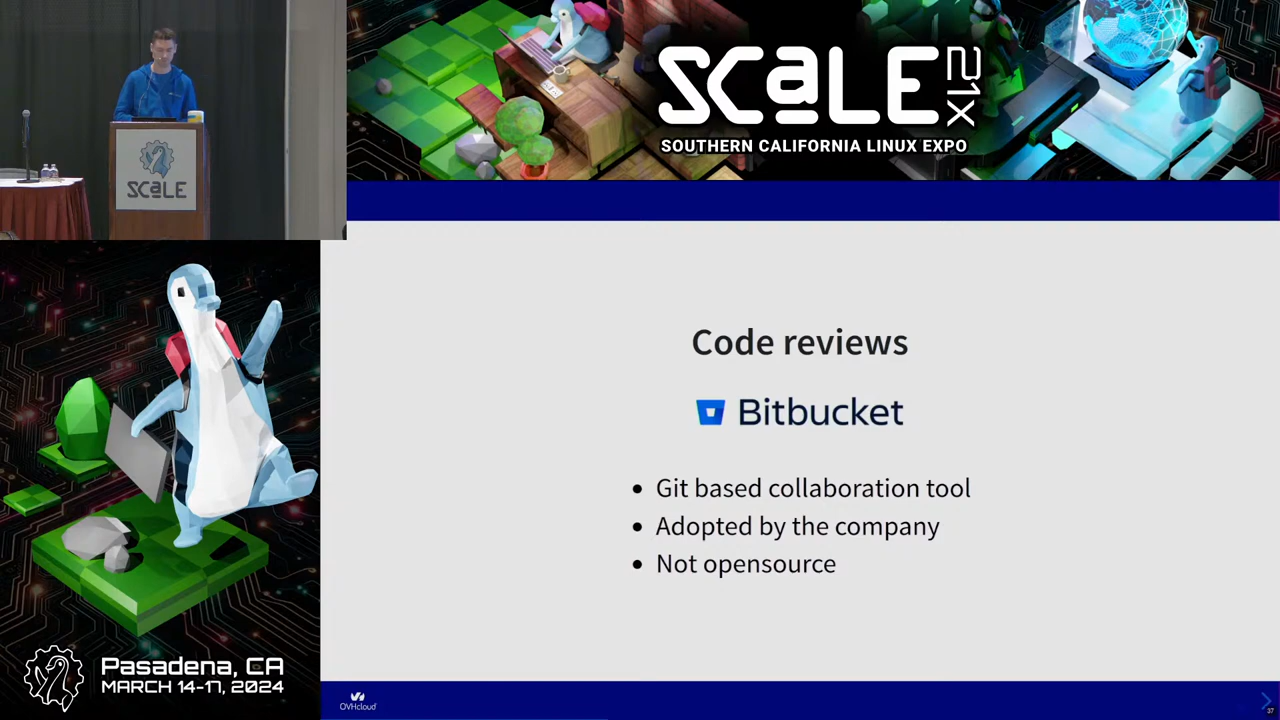 SCaLE
SCaLE 21X
SOUTHERN CALIFORNIA LINUX EXPO
Code reviews
Bitbucket
• Git based collaboration tool
• Adopted by the company
• Not opensource
Pasadena, CA
MARCH 14-17, 2024
OVHcloud
37